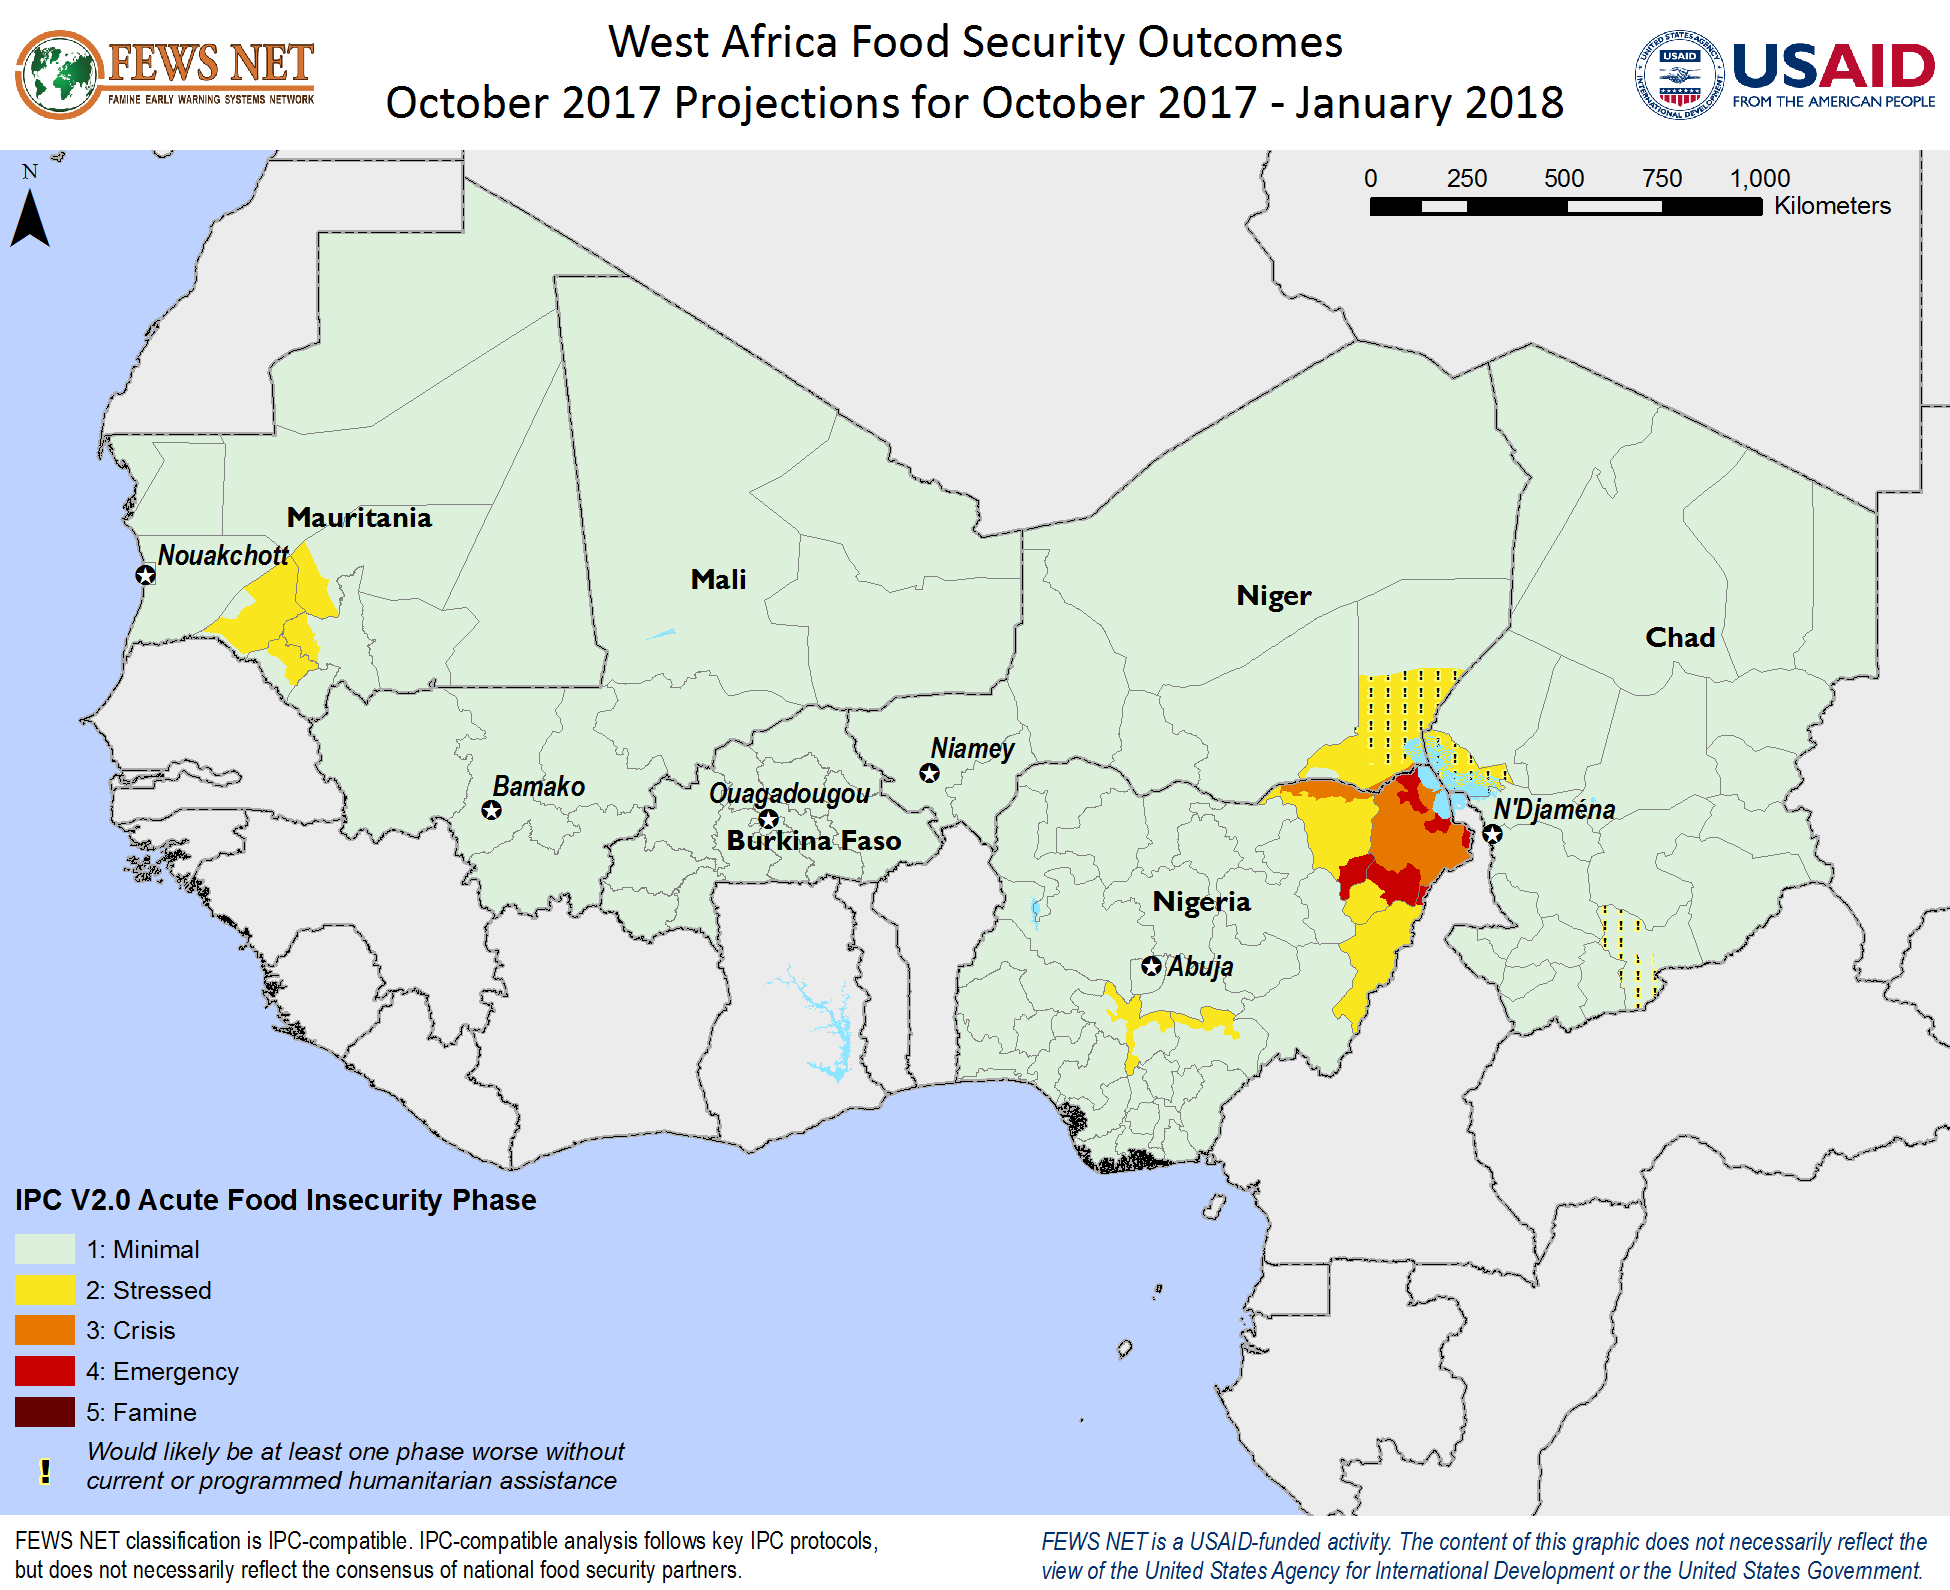 FEWS NET
FAMINE EARLY WARNING SYSTEMS NETWORK
West Africa Food Security Outcomes
October 2017 Projections for October 2017 - January 2018
UNITED STATES AGENCY
USAID
INTERNATIONAL DEVELOPMENT
USAID
FROM THE AMERICAN PEOPLE
N
0 250 500 750 1,000
Kilometers
Mauritania
Nouakchott
Mali
Niger
Chad
Niamey
Bamako
Ouagadougou
Burkina Faso
N'Djaména
Nigeria
Abuja
IPC V2.0 Acute Food Insecurity Phase
1: Minimal
2: Stressed
3: Crisis
4: Emergency
5: Famine
! Would likely be at least one phase worse without
current or programmed humanitarian assistance
FEWS NET classification is IPC-compatible. IPC-compatible analysis follows key IPC protocols,
but does not necessarily reflect the consensus of national food security partners.
FEWS NET is a USAID-funded activity. The content of this graphic does not necessarily reflect the
view of the United States Agency for International Development or the United States Government.